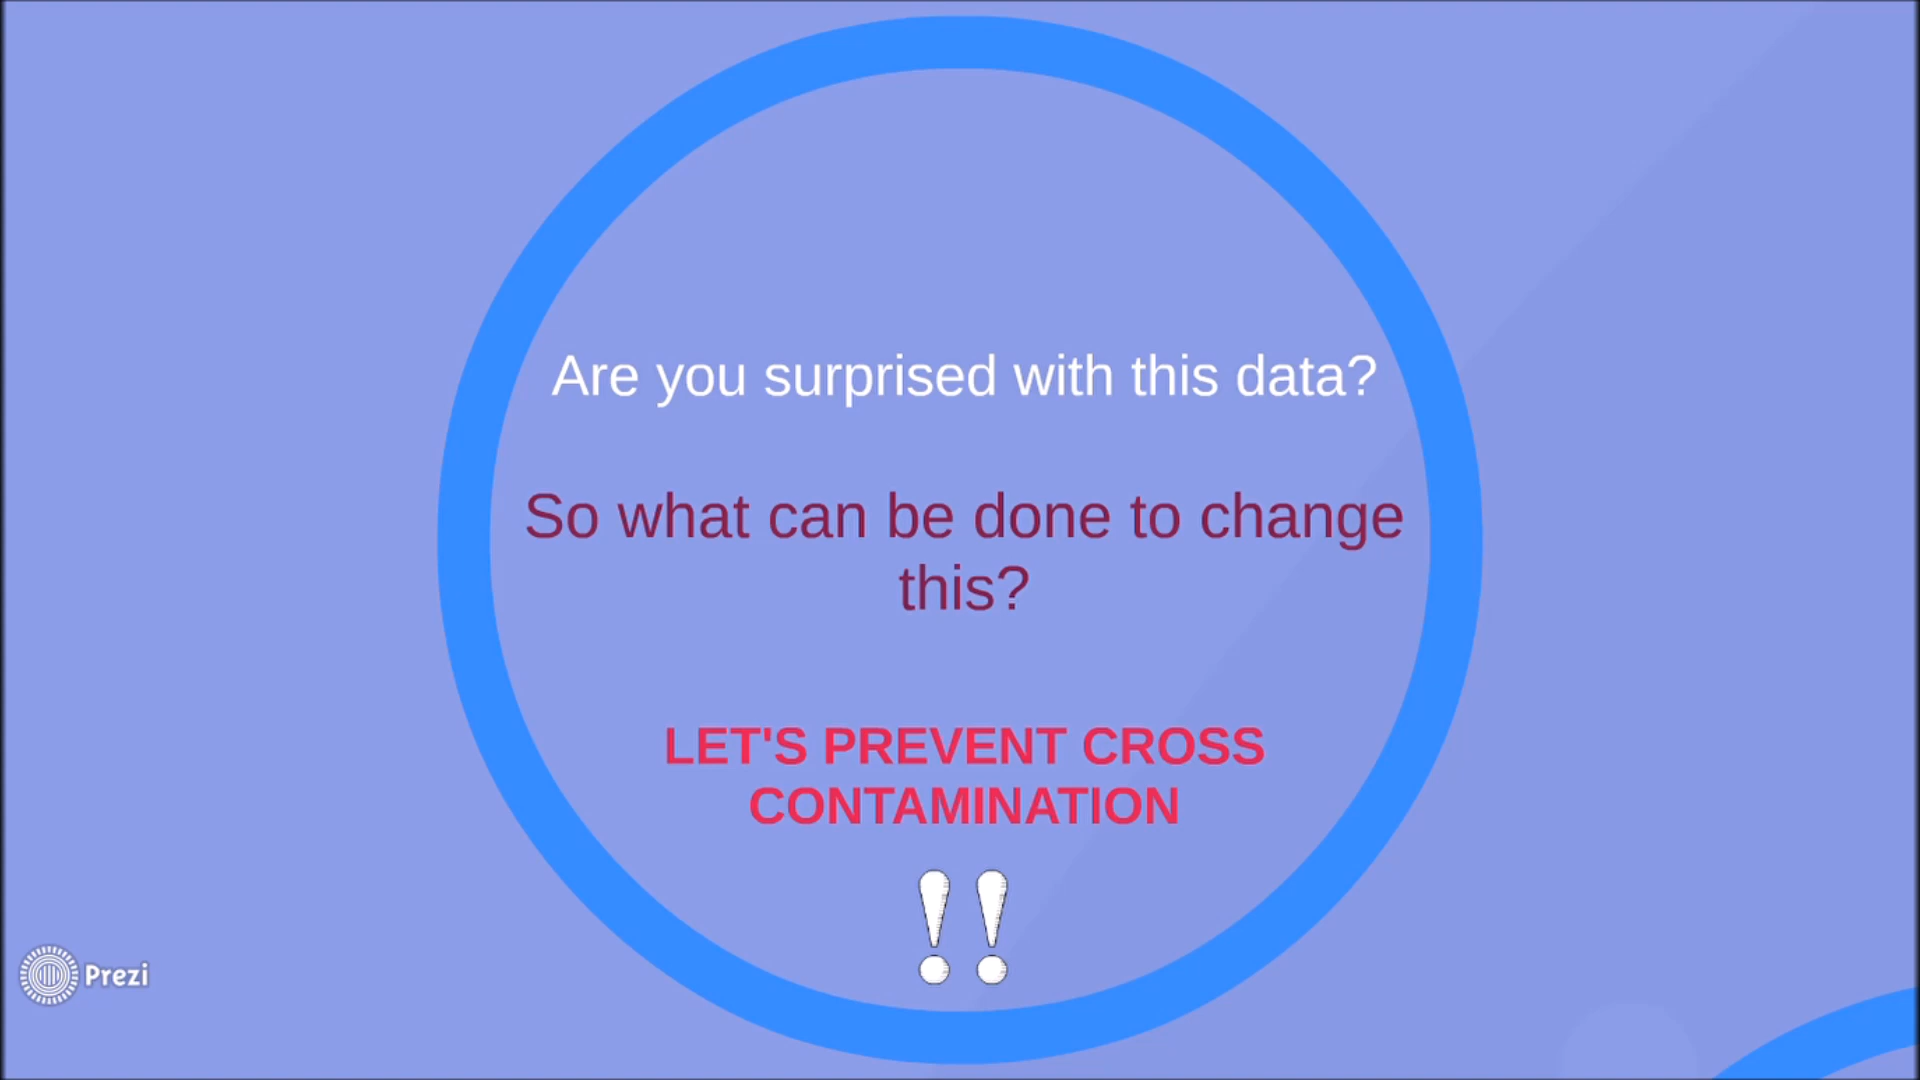 Are you surprised with this data?
So what can be done to change
this?
LET'S PREVENT CROSS
CONTAMINATION
!!
Prezi